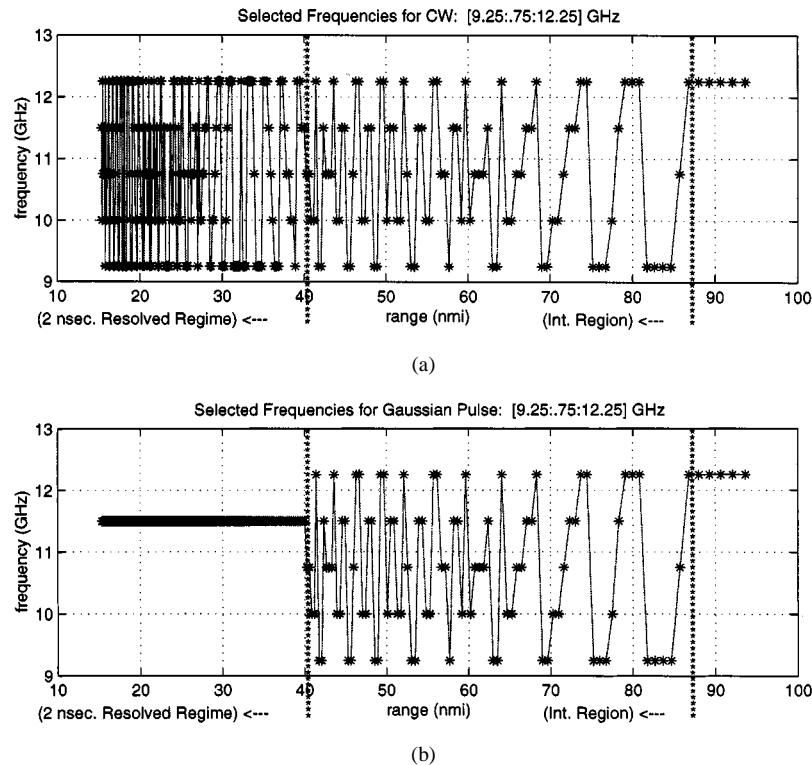 Selected Frequencies for CW: [9.25:.75:12.25] GHz
13
12
11
10
9
frequency (GHz)
10 20 30 40 50 60 70 80 90 100
(2 nsec. Resolved Regime) <--- range (nmi) (Int. Region) <---
(a)
Selected Frequencies for Gaussian Pulse: [9.25:.75:12.25] GHz
13
12
11
10
9
frequency (GHz)
10 20 30 40 50 60 70 80 90 100
(2 nsec. Resolved Regime) <--- range (nmi) (Int. Region) <---
(b)